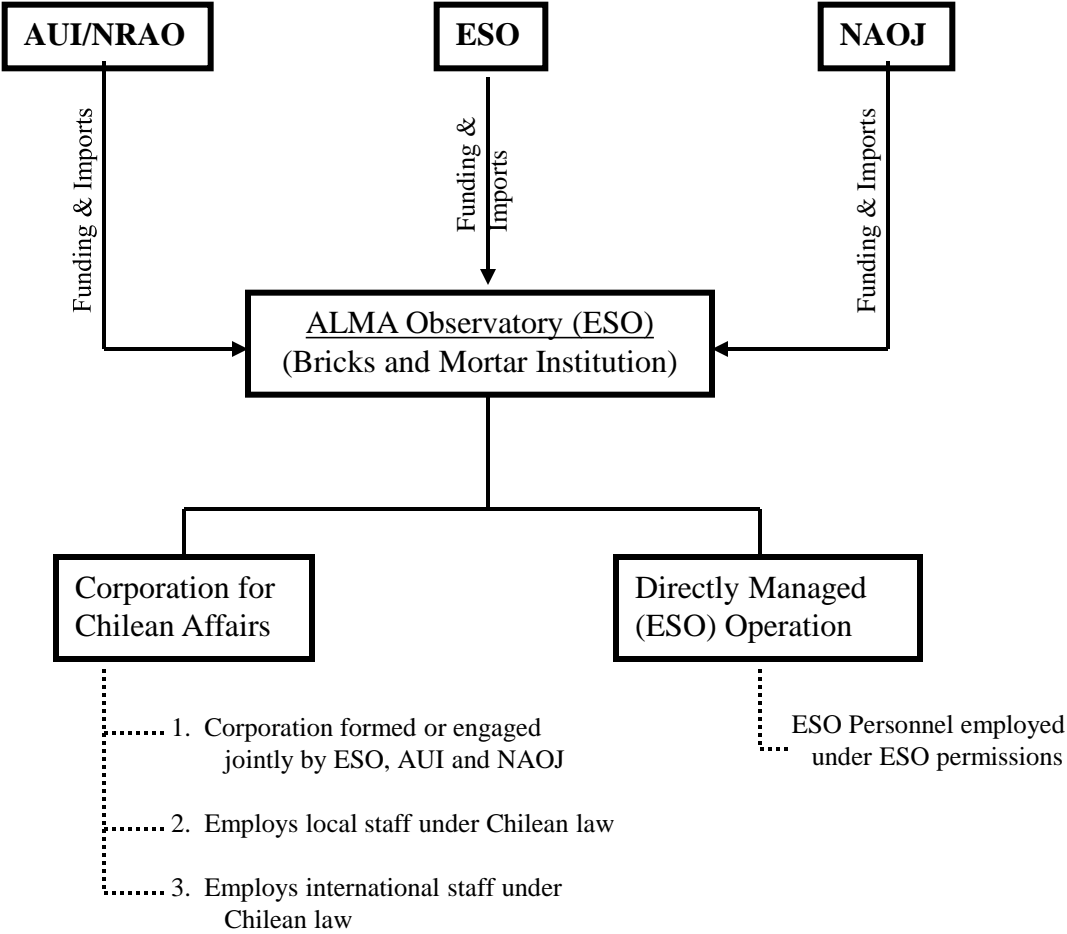 AUI/NRAO
ESO
NAOJ
Funding & Imports
Funding &
Imports
Funding & Imports
ALMA Observatory (ESO)
(Bricks and Mortar Institution)
Corporation for
Chilean Affairs
Directly Managed
(ESO) Operation
1. Corporation formed or engaged
jointly by ESO, AUI and NAOJ
2. Employs local staff under Chilean law
3. Employs international staff under
Chilean law
ESO Personnel employed
under ESO permissions